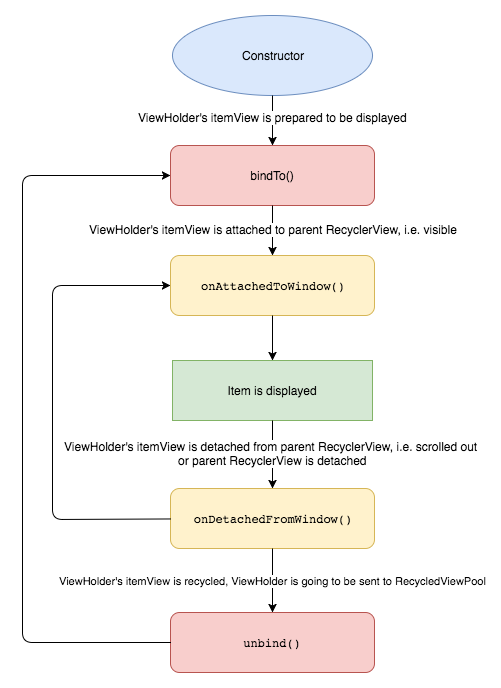 Constructor
ViewHolder's itemView is prepared to be displayed
bindTo()
ViewHolder's itemView is attached to parent RecyclerView, i.e. visible
onAttachedToWindow()
Item is displayed
ViewHolder's itemView is detached from parent RecyclerView, i.e. scrolled out
or parent RecyclerView is detached
onDetachedFromWindow()
ViewHolder's itemView is recycled, ViewHolder is going to be sent to RecycledViewPool
unbind()